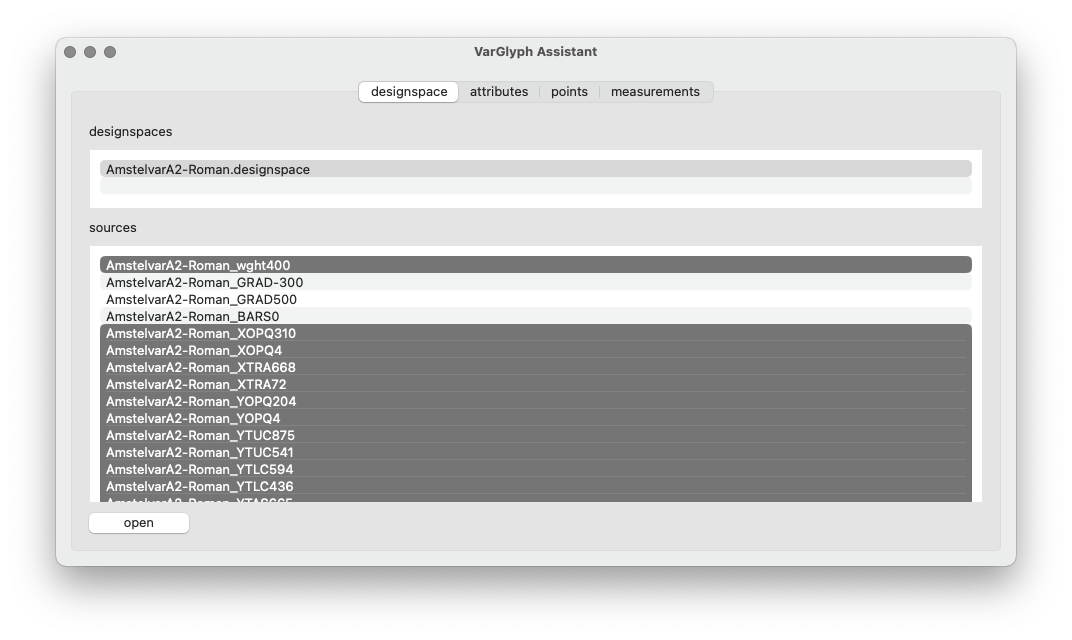 VarGlyph Assistant
designspace attributes points measurements
designspaces
AmstelvarA2-Roman.designspace
sources
AmstelvarA2-Roman_wght400
AmstelvarA2-Roman_GRAD-300
AmstelvarA2-Roman_GRAD500
AmstelvarA2-Roman_BARS0
AmstelvarA2-Roman_XOPQ310
AmstelvarA2-Roman_XOPQ4
AmstelvarA2-Roman_XTRA668
AmstelvarA2-Roman_XTRA72
AmstelvarA2-Roman_YOPQ204
AmstelvarA2-Roman_YOPQ4
AmstelvarA2-Roman_YTUC875
AmstelvarA2-Roman_YTUC541
AmstelvarA2-Roman_YTLC594
AmstelvarA2-Roman_YTLC436
open